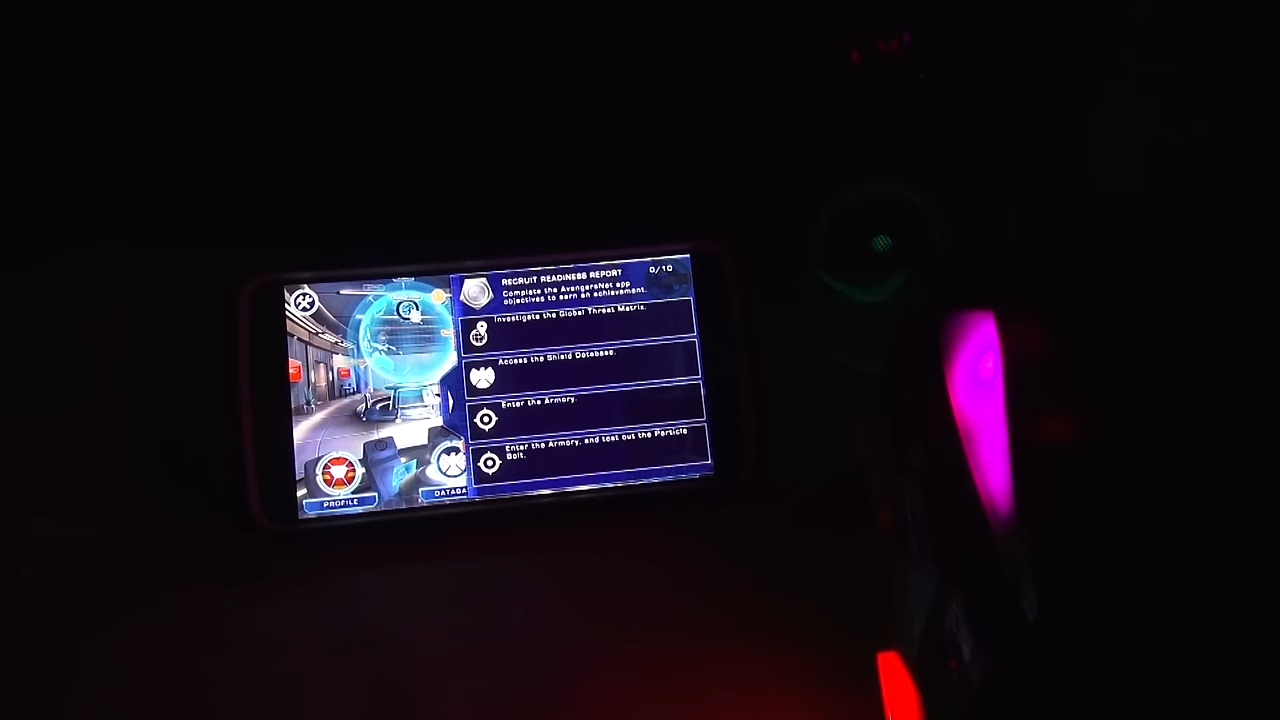 RECRUIT READINESS REPORT
0/10
Complete the AvengersNet app
objectives to earn an achievement.
Investigate the Global Threat Matrix.
Access the Shield Database.
Enter the Armory.
Enter the Armory, and test out the Particle
Bolt.
PROFILE
DATABA